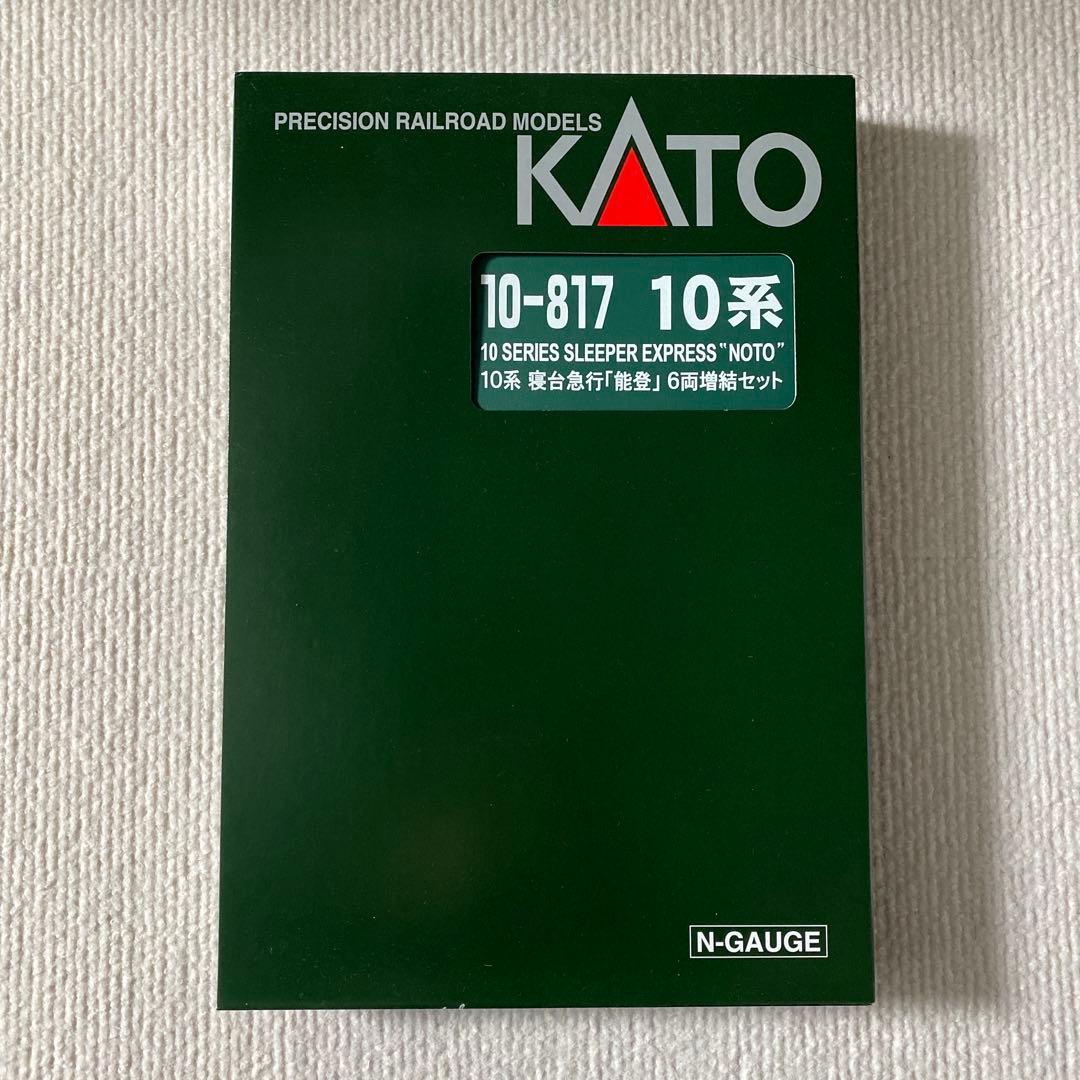 PRECISION RAILROAD MODELS
KATO
10-817 10系
10 SERIES SLEEPER EXPRESS "NOTO"
10系 寝台急行「能登」 6両増結セット
N-GAUGE